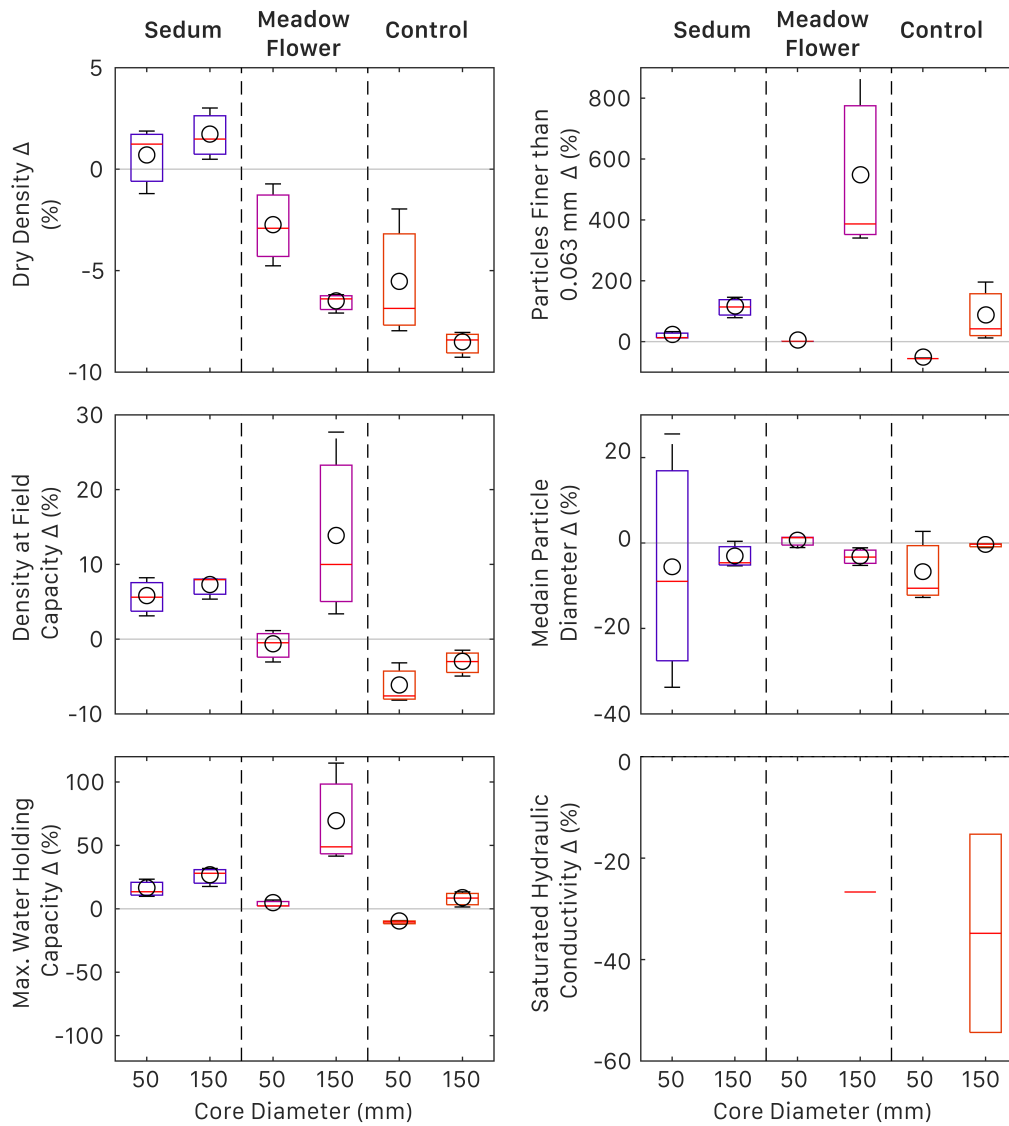 Sedum
Meadow
Flower
Control
Sedum
Meadow
Flower
Control
Dry Density Δ
(%)
5
0
-5
-10
Particles Finer than
0.063 mm Δ (%)
800
600
400
200
0
Density at Field
Capacity Δ (%)
30
20
10
0
-10
Medain Particle
Diameter Δ (%)
20
0
-20
-40
Max. Water Holding
Capacity Δ (%)
100
50
0
-50
-100
50 150 50 150 50 150
Core Diameter (mm)
Saturated Hydraulic
Conductivity Δ (%)
0
-20
-40
-60
50 150 50 150 50 150
Core Diameter (mm)